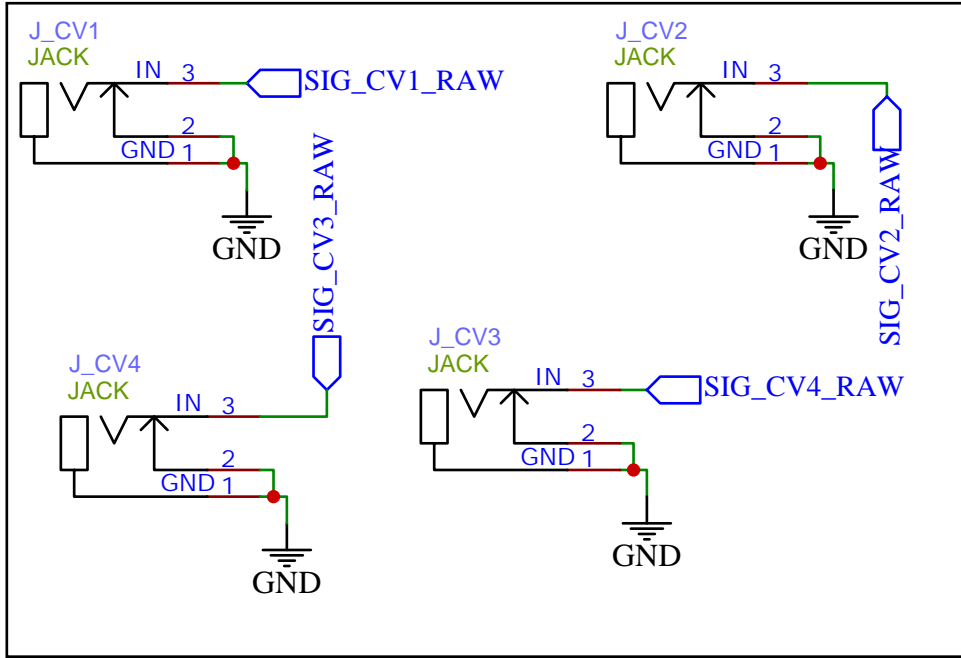 J_CV1
JACK
IN 3
SIG_CV1_RAW
2
GND 1
GND
J_CV2
JACK
IN 3
SIG_CV2_RAW
2
GND 1
GND
SIG_CV3_RAW
J_CV4
JACK
IN 3
2
GND 1
GND
J_CV3
JACK
IN 3
SIG_CV4_RAW
2
GND 1
GND